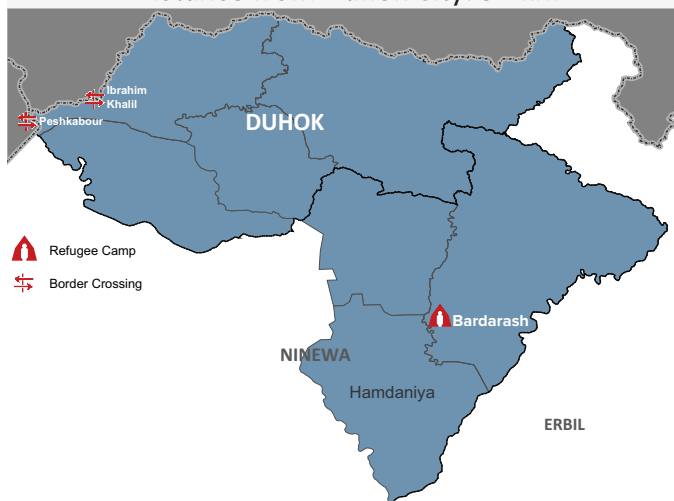 Ibrahim
Khalil
Peshkabour
DUHOK
Refugee Camp
Border Crossing
Bardarash
NINEWA
Hamdaniya
ERBIL